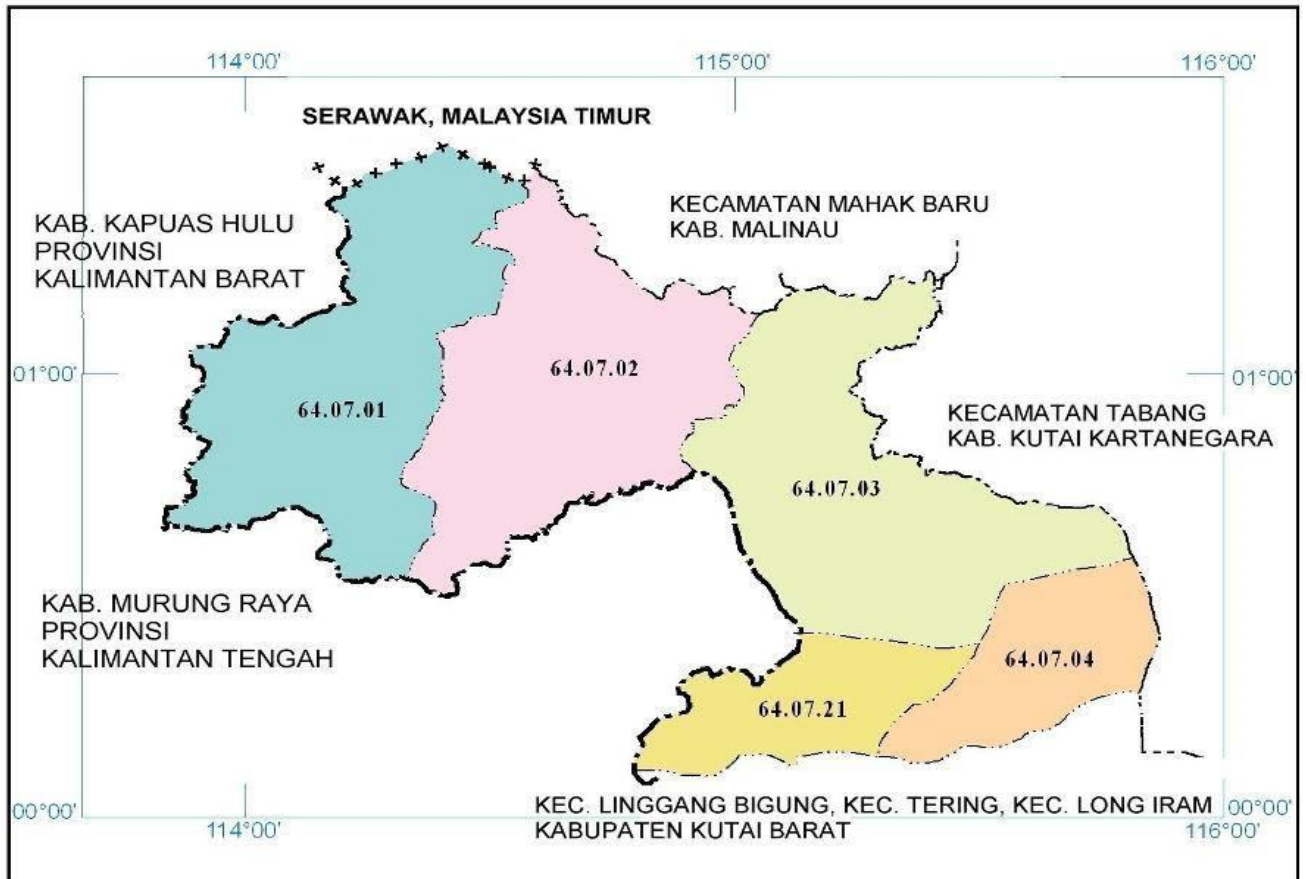 114°00'
115°00'
116°00'
SERAWAK, MALAYSIA TIMUR
KAB. KAPUAS HULU
PROVINSI
KALIMANTAN BARAT
KECAMATAN MAHAK BARU
KAB. MALINAU
01°00'
64.07.02
01°00'
64.07.01
KECAMATAN TABANG
KAB. KUTAI KARTANEGARA
64.07.03
KAB. MURUNG RAYA
PROVINSI
KALIMANTAN TENGAH
64.07.04
64.07.21
00°00'
KEC. LINGGANG BIGUNG, KEC. TERING, KEC. LONG IRAM
KABUPATEN KUTAI BARAT
00°00'
114°00'
116°00'